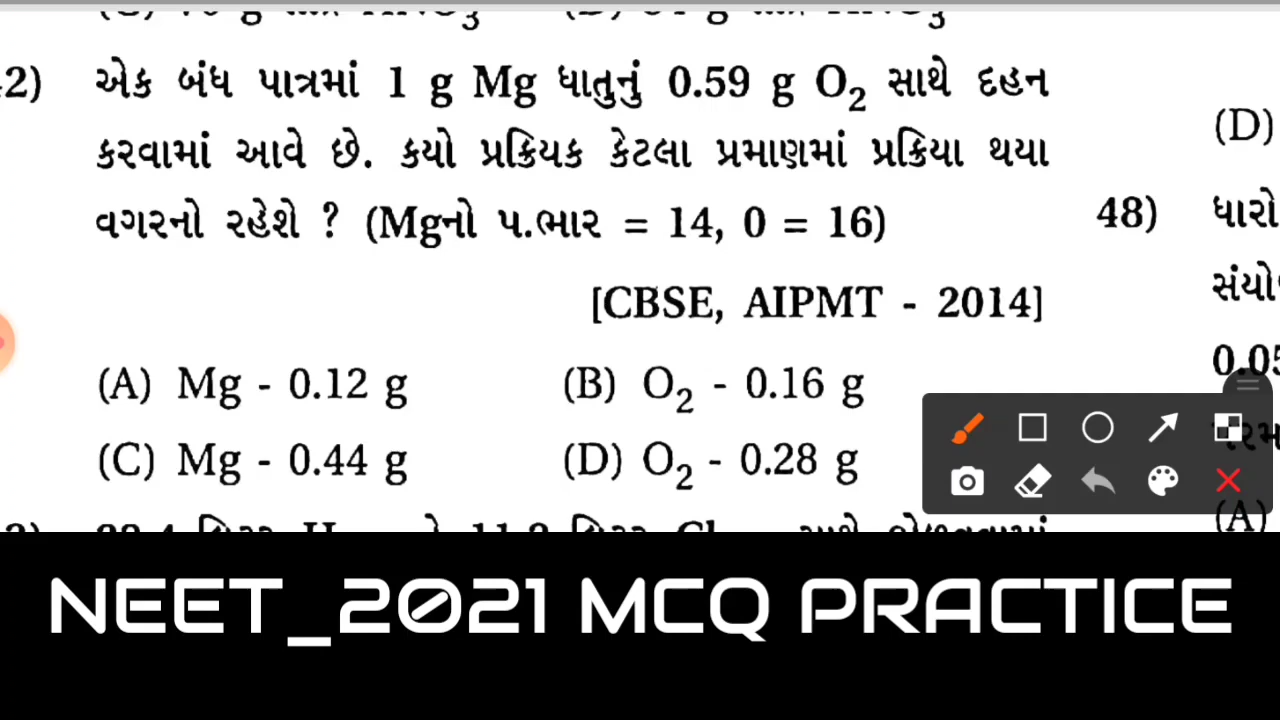 એક બંધ પાત્રમાં 1 g Mg ધાતુનું 0.59 g O₂ સાથે દહન
કરવામાં આવે છે. કયો પ્રક્રિયક કેટલા પ્રમાણમાં પ્રક્રિયા થયા
વગરનો રહેશે ? (Mgનો પ.ભાર = 14, 0 = 16)
[CBSE, AIPMT - 2014]
(A) Mg - 0.12 g (B) O₂ - 0.16 g
(C) Mg - 0.44 g (D) O₂ - 0.28 g
(D)
48) ધારો
0.05
(A)
NEET_2021 MCQ PRACTICE